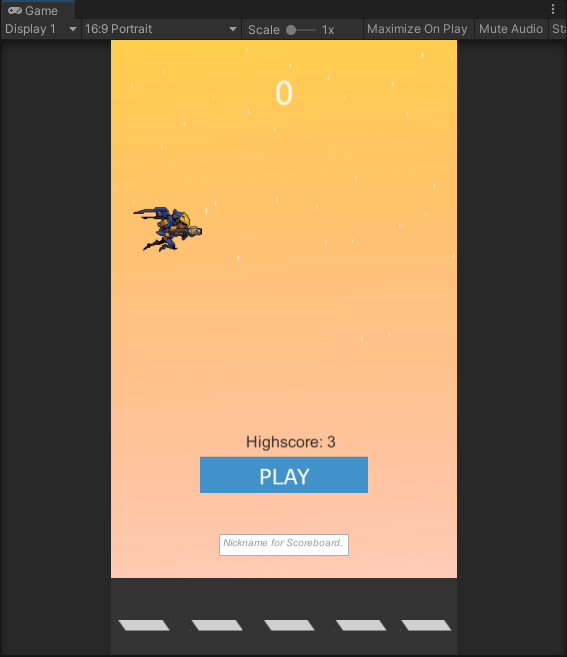 Game
Display 1 16:9 Portrait Scale 1x Maximize On Play Mute Audio Sta
0
Highscore: 3
PLAY
Nickname for Scoreboard.